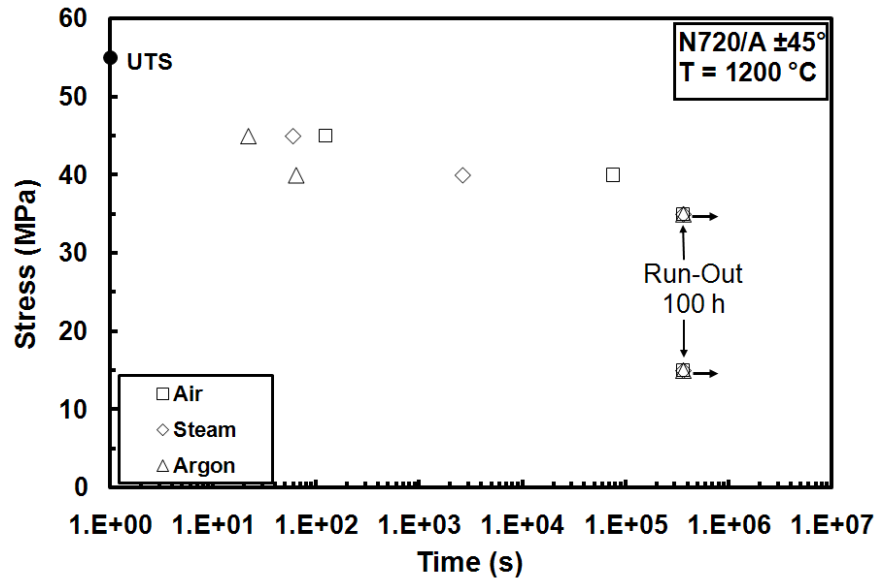 60
50
40
30
20
10
0
Stress (MPa)
UTS
N720/A ±45°
T = 1200 °C
Run-Out
100 h
Air
Steam
Argon
1.E+00 1.E+01 1.E+02 1.E+03 1.E+04 1.E+05 1.E+06 1.E+07
Time (s)